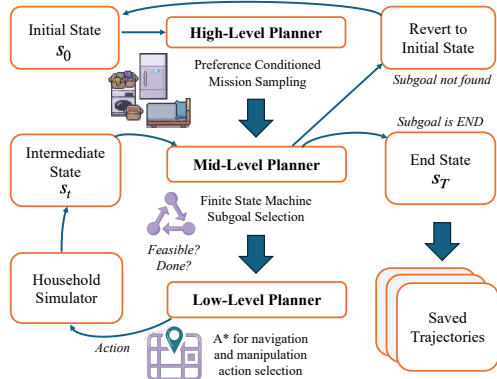 Initial State
s0
High-Level Planner
Revert to
Initial State
Preference Conditioned
Mission Sampling
Subgoal not found
Subgoal is END
Intermediate
State
st
Mid-Level Planner
End State
sT
Finite State Machine
Subgoal Selection
Feasible?
Done?
Household
Simulator
Low-Level Planner
Saved
Trajectories
Action
A* for navigation
and manipulation
action selection